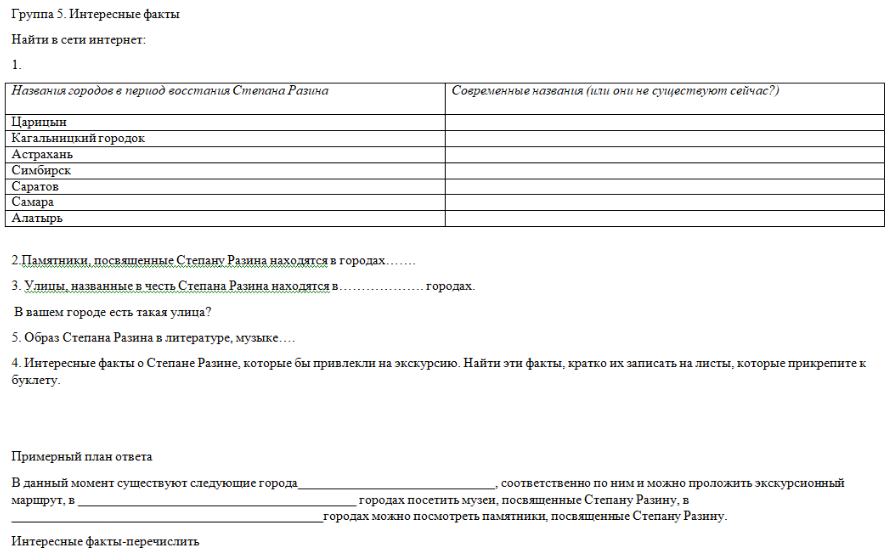 Группа 5. Интересные факты
Найти в сети интернет:
1.
Названия городов в период восстания Степана Разина
Современные названия (или они не существуют сейчас?)
Царицын
Кагальницкий городок
Астрахань
Симбирск
Саратов
Самара
Алатырь
2.Памятники, посвященные Степану Разина находятся в городах…….
3. Улицы, названные в честь Степана Разина находятся в………………. городах.
В вашем городе есть такая улица?
5. Образ Степана Разина в литературе, музыке….
4. Интересные факты о Степане Разине, которые бы привлекли на экскурсию. Найти эти факты, кратко их записать на листы, которые прикрепите к
буклету.
Примерный план ответа
В данный момент существуют следующие города______________________________, соответственно по ним и можно проложить экскурсионный
маршрут, в ___________________________________________ городах посетить музеи, посвященные Степану Разину, в
________________________________________________городах можно посмотреть памятники, посвященные Степану Разину.
Интересные факты-перечислить